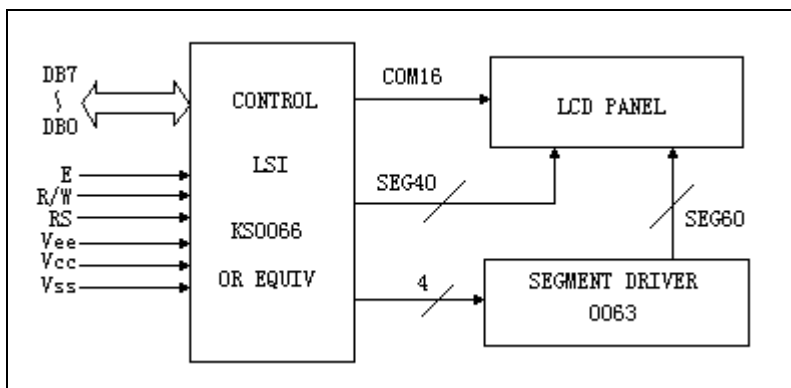 DB7
DB0
E
R/W
RS
Vee
Vcc
Vss
CONTROL
LSI
KS0066
OR EQUIV
COM16
SEG40
4
LCD PANEL
SEG60
SEGMENT DRIVER
0063